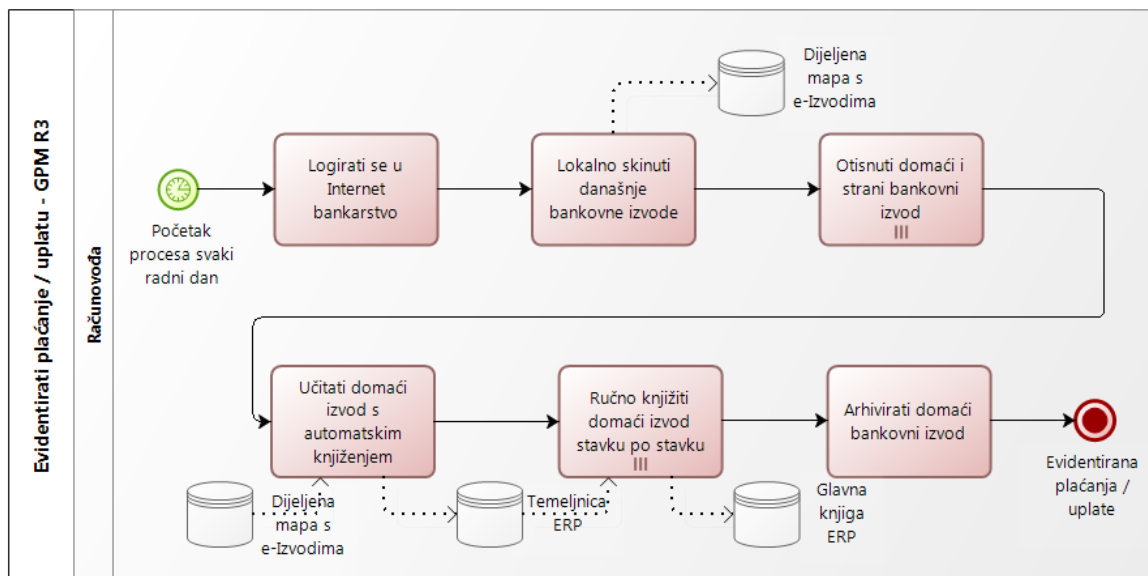 Evidentirati plaćanje / uplatu - GPM R3
Računovođa
Početak
procesa svaki
radni dan
Logirati se u
Internet
bankarstvo
Lokalno skinuti
današnje
bankovne izvode
Dijeljena
mapa s
e-Izvodima
Otisnuti domaći i
strani bankovni
izvod
Učitati domaći
izvod s
automatskim
knjiženjem
Dijeljena
mapa s
e-Izvodima
Temeljnica
ERP
Ručno knjižiti
domaći izvod
stavku po stavku
Glavna
knjiga
ERP
Arhivirati domaći
bankovni izvod
Evidentirana
plaćanja /
uplate